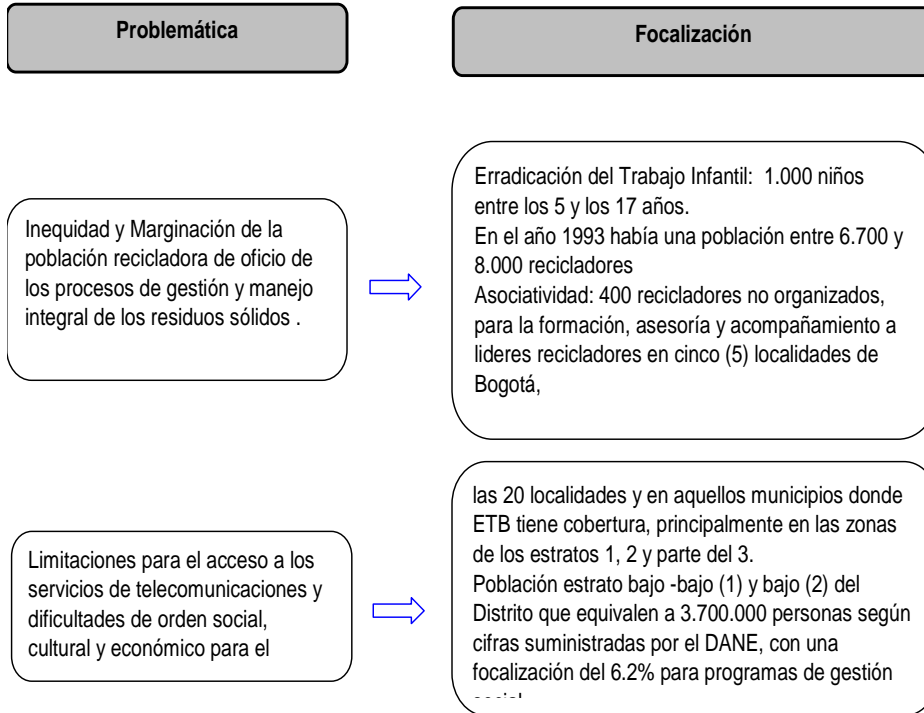 Problemática
Focalización
Inequidad y Marginación de la
población recicladora de oficio de
los procesos de gestión y manejo
integral de los residuos sólidos .
Erradicación del Trabajo Infantil: 1.000 niños
entre los 5 y los 17 años.
En el año 1993 había una población entre 6.700 y
8.000 recicladores
Asociatividad: 400 recicladores no organizados,
para la formación, asesoría y acompañamiento a
lideres recicladores en cinco (5) localidades de
Bogotá,
Limitaciones para el acceso a los
servicios de telecomunicaciones y
dificultades de orden social,
cultural y económico para el
las 20 localidades y en aquellos municipios donde
ETB tiene cobertura, principalmente en las zonas
de los estratos 1, 2 y parte del 3.
Población estrato bajo -bajo (1) y bajo (2) del
Distrito que equivalen a 3.700.000 personas según
cifras suministradas por el DANE, con una
focalización del 6.2% para programas de gestión